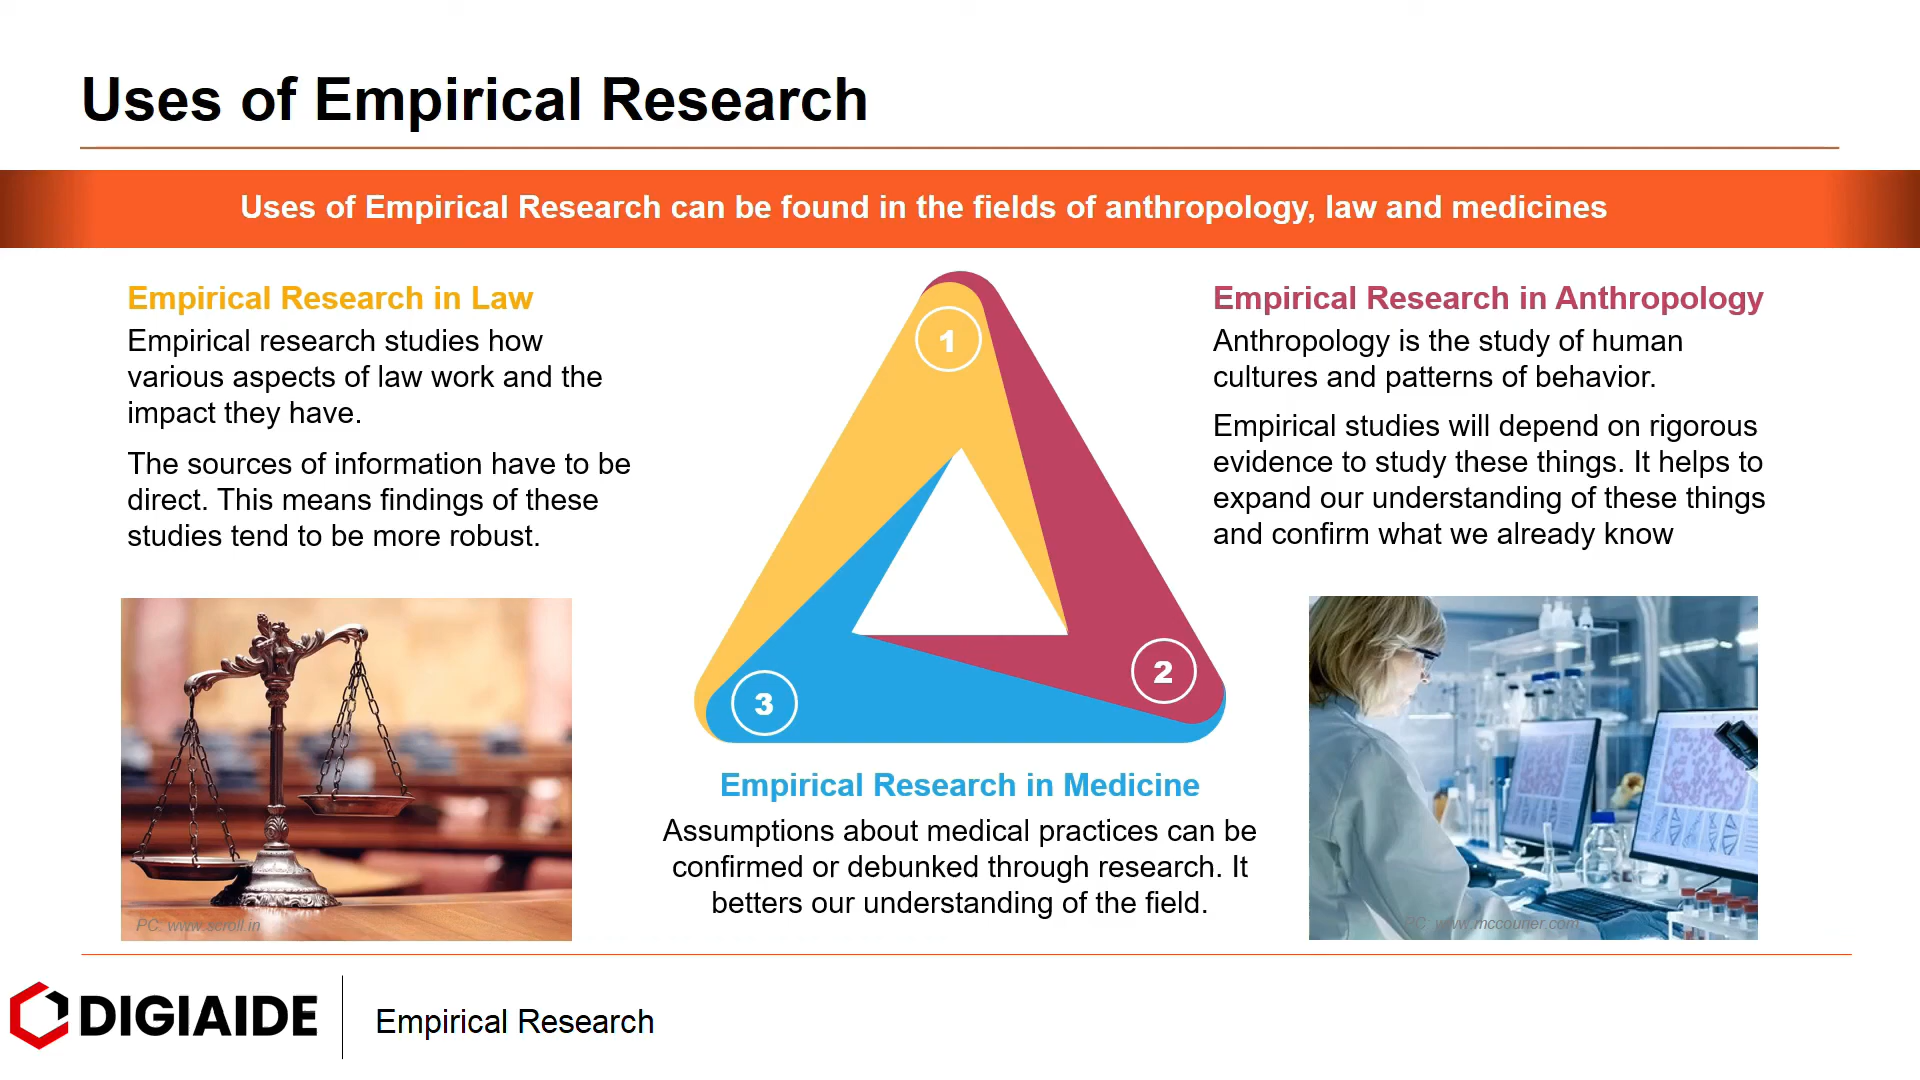 Uses of Empirical Research
Uses of Empirical Research can be found in the fields of anthropology, law and medicines
Empirical Research in Law
Empirical research studies how
various aspects of law work and the
impact they have.
The sources of information have to be
direct. This means findings of these
studies tend to be more robust.
PC: www.scroll.in
1
2
3
Empirical Research in Anthropology
Anthropology is the study of human
cultures and patterns of behavior.
Empirical studies will depend on rigorous
evidence to study these things. It helps to
expand our understanding of these things
and confirm what we already know
PC: www.mccourier.com
Empirical Research in Medicine
Assumptions about medical practices can be
confirmed or debunked through research. It
betters our understanding of the field.
DIGIAIDE
Empirical Research